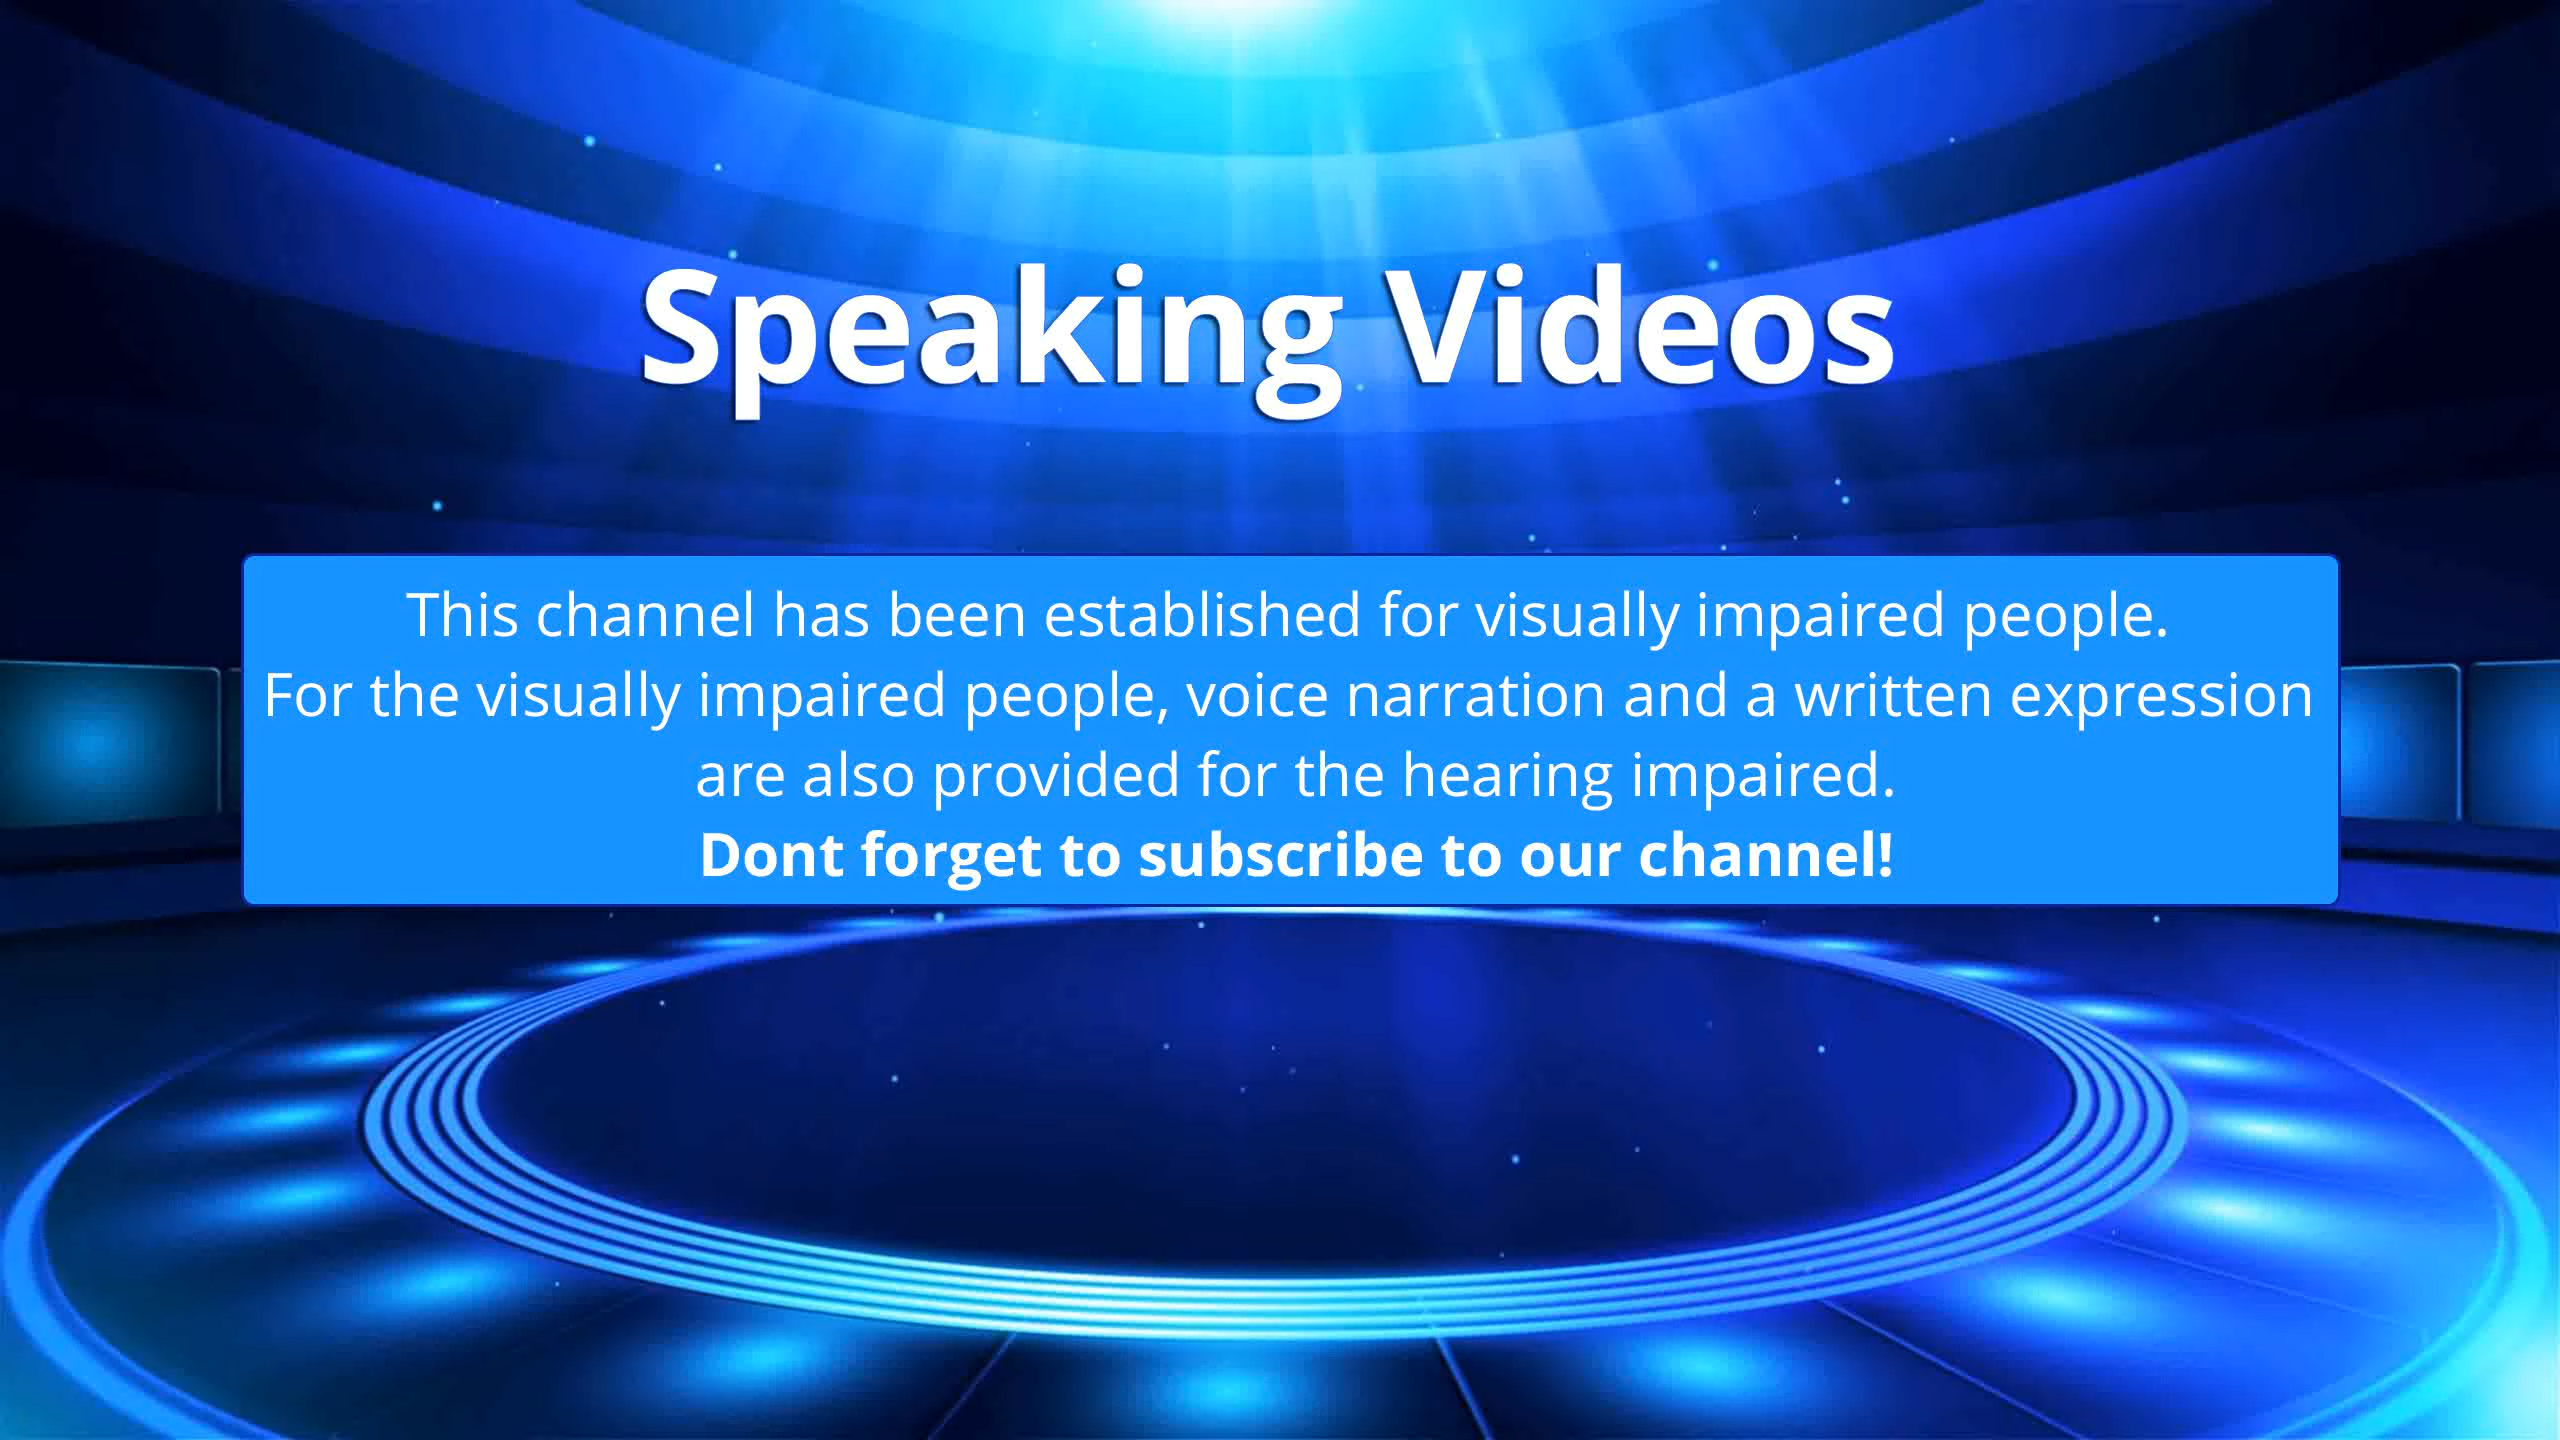 Speaking Videos
This channel has been established for visually impaired people.
For the visually impaired people, voice narration and a written expression
are also provided for the hearing impaired.
Dont forget to subscribe to our channel!